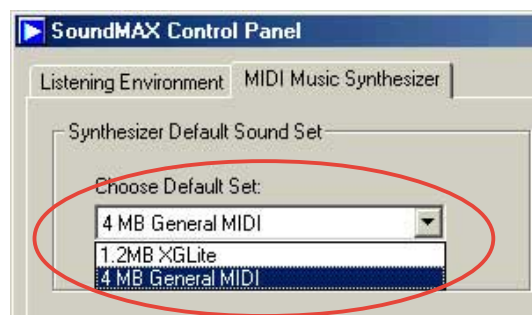 SoundMAX Control Panel
Listening Environment MIDI Music Synthesizer
Synthesizer Default Sound Set
Choose Default Set:
4 MB General MIDI
1.2MB XGLite
4 MB General MIDI